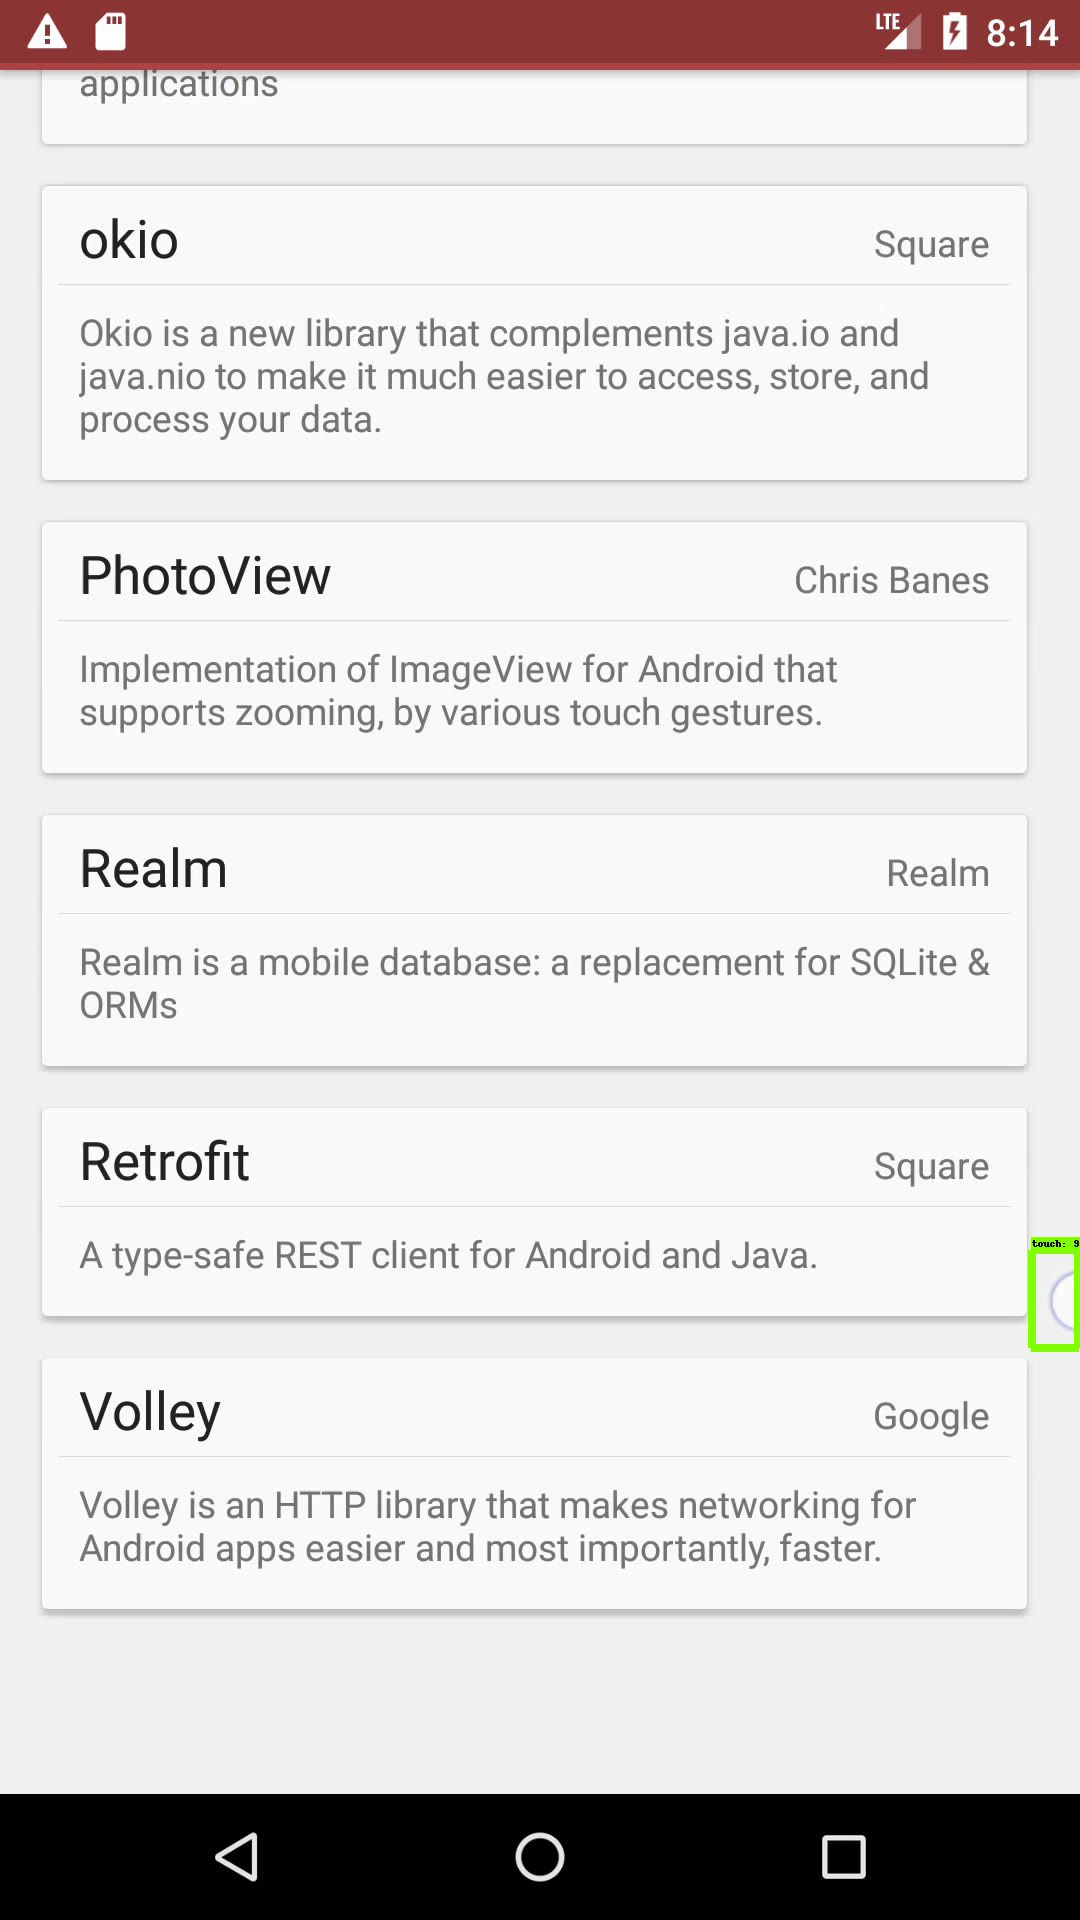 LTE 8:14
applications
okio Square
Okio is a new library that complements java.io and
java.nio to make it much easier to access, store, and
process your data.
PhotoView Chris Banes
Implementation of ImageView for Android that
supports zooming, by various touch gestures.
Realm Realm
Realm is a mobile database: a replacement for SQLite &
ORMs
Retrofit Square
A type-safe REST client for Android and Java.
touch: 9
Volley Google
Volley is an HTTP library that makes networking for
Android apps easier and most importantly, faster.